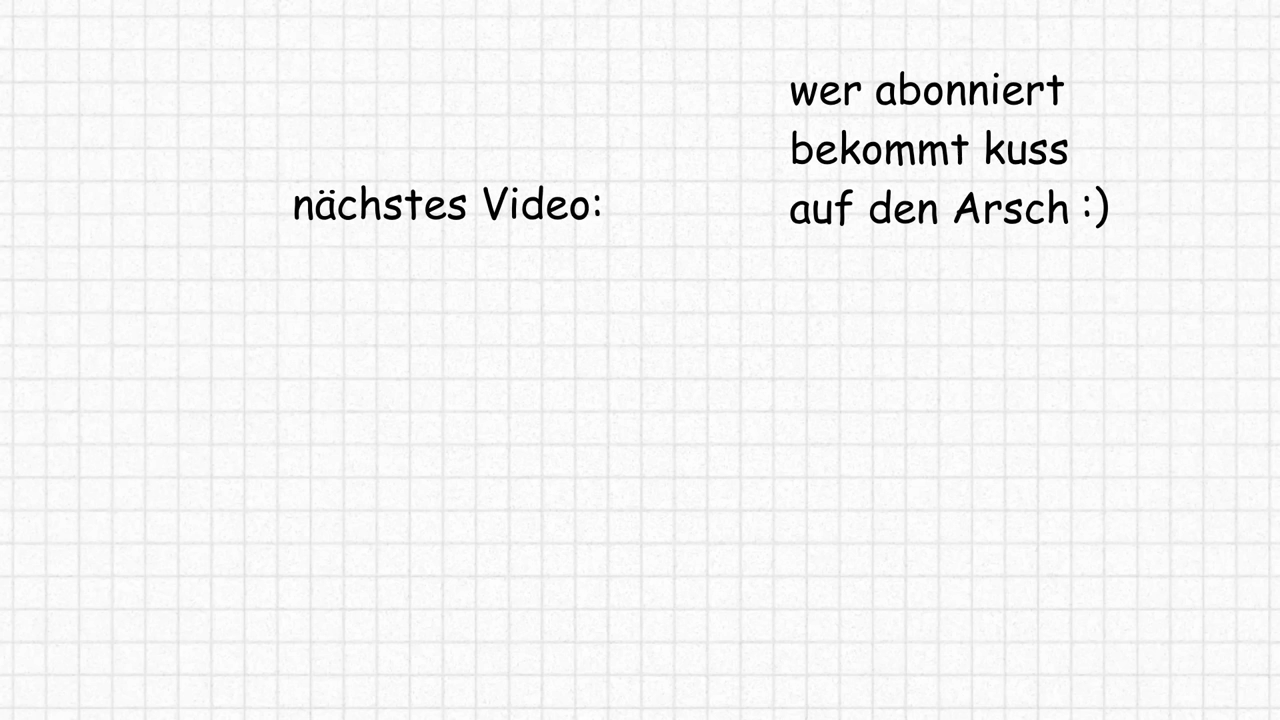 nächstes Video:
wer abonniert
bekommt kuss
auf den Arsch :)